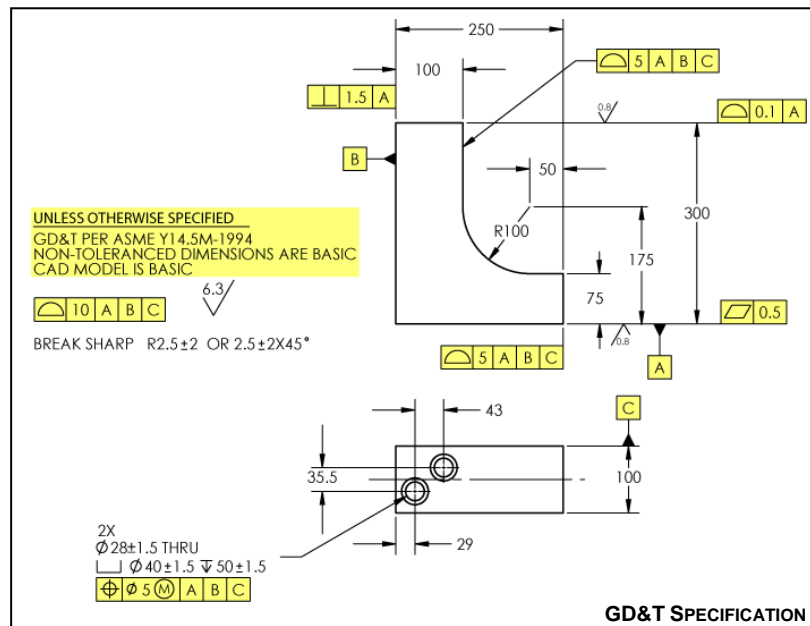 250
⌓ 5 A B C
100
⟂ 1.5 A
0.8
⌓ 0.1 A
B
50
UNLESS OTHERWISE SPECIFIED
GD&T PER ASME Y14.5M-1994
NON-TOLERANCED DIMENSIONS ARE BASIC
CAD MODEL IS BASIC
R100
300
175
6.3
75
⌓ 10 A B C
⏥ 0.5
BREAK SHARP R2.5±2 OR 2.5±2X45°
0.8
⌓ 5 A B C
A
43
C
35.5
100
2X
Ø28±1.5 THRU
⌴ Ø40±1.5 ↧50±1.5
29
⌖ Ø5Ⓜ A B C
GD&T SPECIFICATION